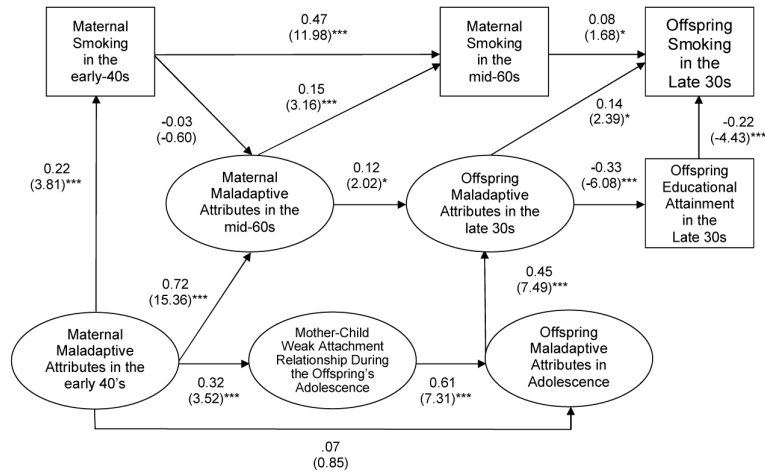 Maternal
Smoking
in the
early-40s
0.47
(11.98)***
Maternal
Smoking
in the
mid-60s
0.08
(1.68)*
Offspring
Smoking
in the
Late 30s
-0.03
(-0.60)
0.15
(3.16)***
0.14
(2.39)*
-0.22
(-4.43)***
0.22
(3.81)***
Maternal
Maladaptive
Attributes in the
mid-60s
0.12
(2.02)*
Offspring
Maladaptive
Attributes in the
late 30s
-0.33
(-6.08)***
Offspring
Educational
Attainment
in the
Late 30s
0.72
(15.36)***
0.45
(7.49)***
Maternal
Maladaptive
Attributes in the
early 40's
0.32
(3.52)***
Mother-Child
Weak Attachment
Relationship During
the Offspring's
Adolescence
0.61
(7.31)***
Offspring
Maladaptive
Attributes in
Adolescence
.07
(0.85)